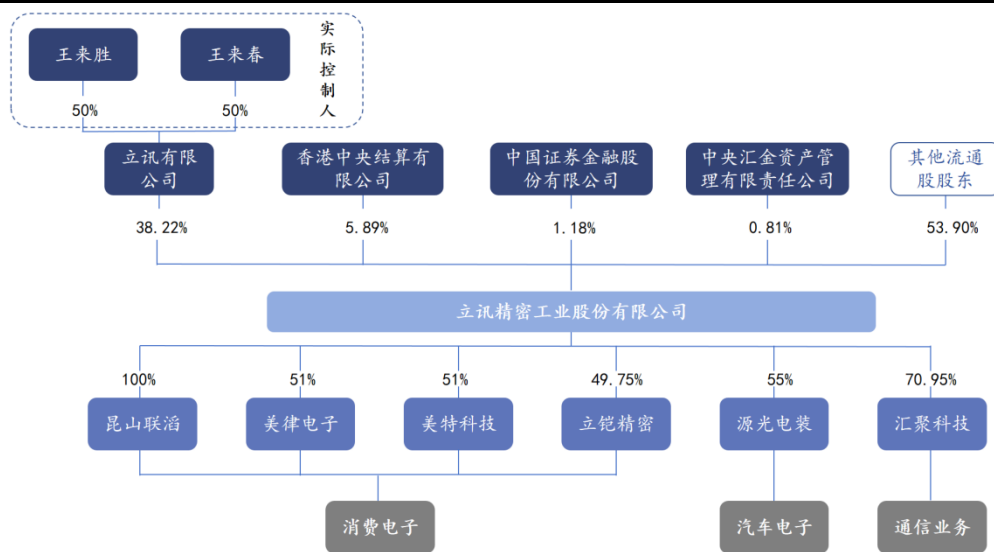 王来胜
王来春
实
际
控
制
人
50%
50%
立讯有限
公司
香港中央结算有
限公司
中国证券金融股
份有限公司
中央汇金资产管
理有限责任公司
其他流通
股股东
38.22%
5.89%
1.18%
0.81%
53.90%
立讯精密工业股份有限公司
100%
51%
51%
49.75%
55%
70.95%
昆山联滔
美律电子
美特科技
立铠精密
源光电装
汇聚科技
消费电子
汽车电子
通信业务